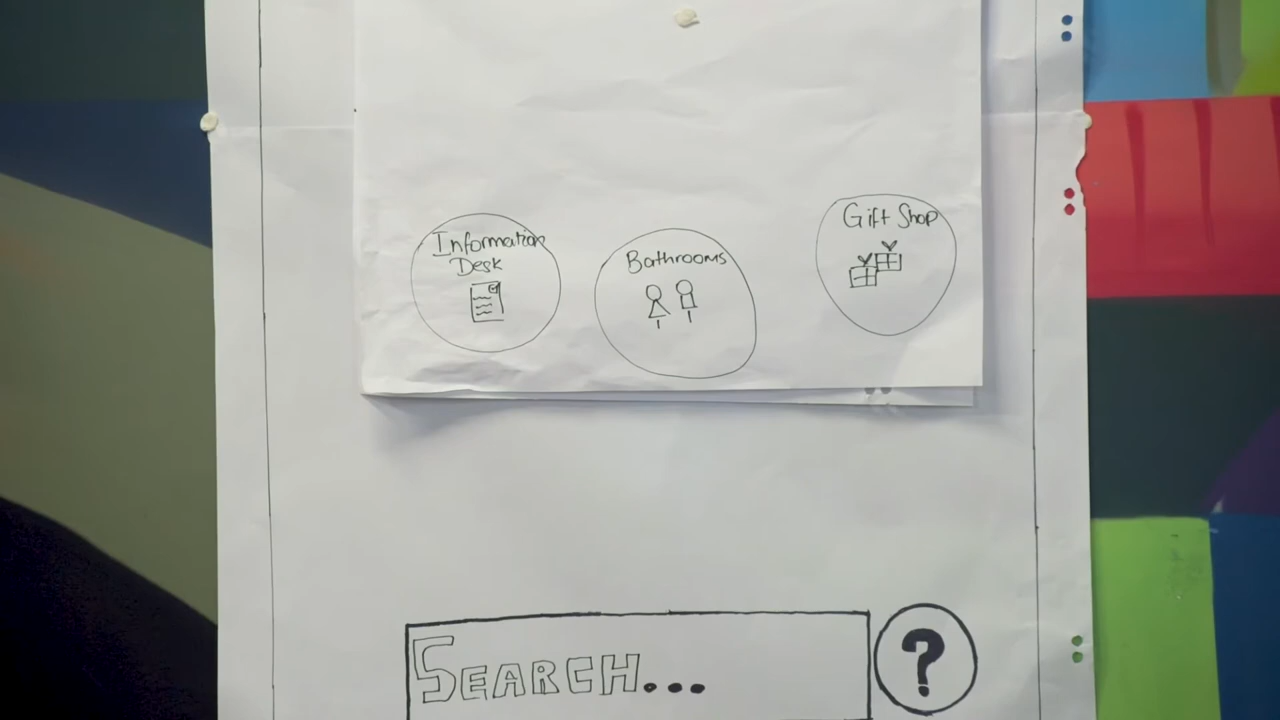 Gift Shop
Information
Desk
Bathrooms
SEARCH...
?